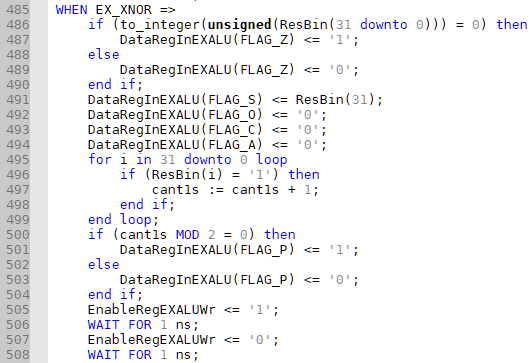 485 WHEN EX_XNOR =>
486 if (to_integer(unsigned(ResBin(31 downto 0))) = 0) then
487 DataRegInEXALU(FLAG_Z) <= '1';
488 else
489 DataRegInEXALU(FLAG_Z) <= '0';
490 end if;
491 DataRegInEXALU(FLAG_S) <= ResBin(31);
492 DataRegInEXALU(FLAG_O) <= '0';
493 DataRegInEXALU(FLAG_C) <= '0';
494 DataRegInEXALU(FLAG_A) <= '0';
495 for i in 31 downto 0 loop
496 if (ResBin(i) = '1') then
497 cant1s := cant1s + 1;
498 end if;
499 end loop;
500 if (cant1s MOD 2 = 0) then
501 DataRegInEXALU(FLAG_P) <= '1';
502 else
503 DataRegInEXALU(FLAG_P) <= '0';
504 end if;
505 EnableRegEXALUWr <= '1';
506 WAIT FOR 1 ns;
507 EnableRegEXALUWr <= '0';
508 WAIT FOR 1 ns;